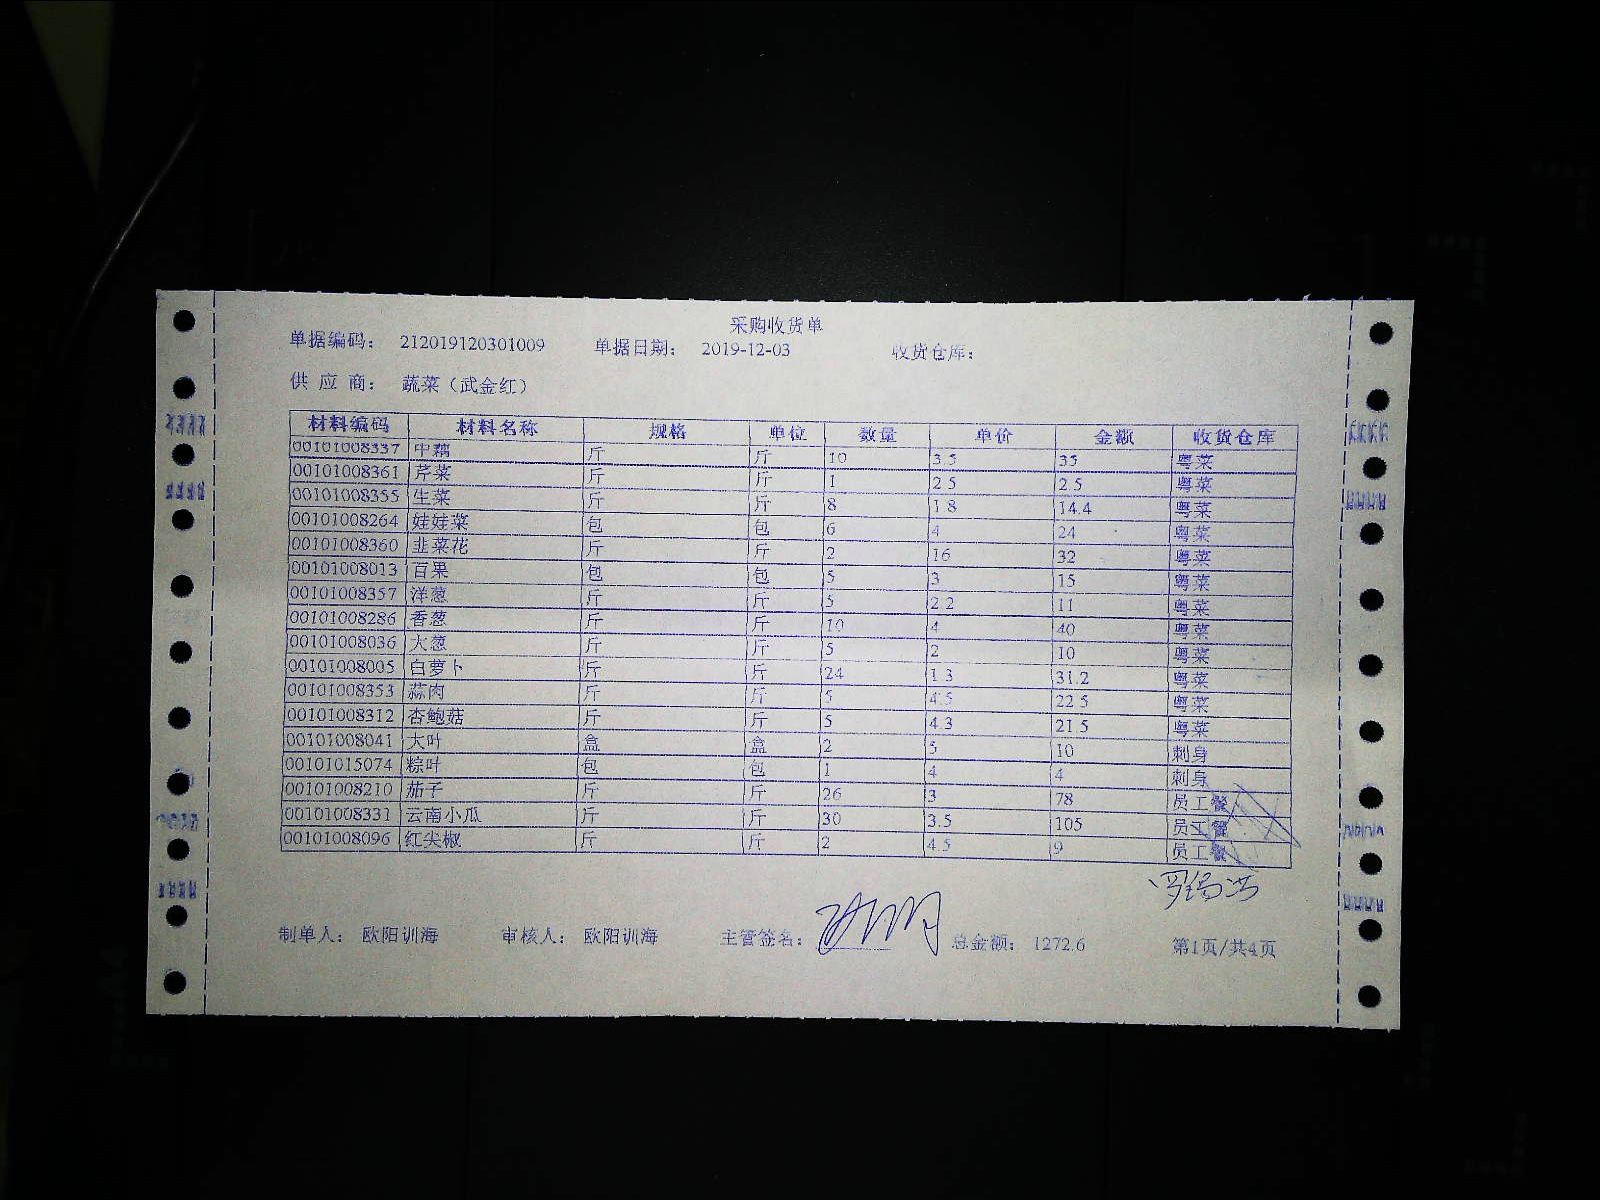 采购收货单
单据编码: 212019120301009 单据日期: 2019-12-03 收货仓库:
供应商: 蔬菜(武金红)
材料编码 材料名称 规格 单位 数量 单价 金额 收货仓库
00101008337 中藕 斤 斤 10 3.5 35 粤菜
00101008361 芹菜 斤 斤 1 2.5 2.5 粤菜
00101008355 生菜 斤 斤 8 1.8 14.4 粤菜
00101008264 娃娃菜 包 包 6 4 24 粤菜
00101008360 韭菜花 斤 斤 2 16 32 粤菜
00101008013 百果 包 包 5 3 15 粤菜
00101008357 洋葱 斤 斤 5 2.2 11 粤菜
00101008286 香葱 斤 斤 10 4 40 粤菜
00101008036 大葱 斤 斤 5 2 10 粤菜
00101008005 白萝卜 斤 斤 24 1.3 31.2 粤菜
00101008353 蒜肉 斤 斤 5 4.5 22.5 粤菜
00101008312 杏鲍菇 斤 斤 5 4.3 21.5 粤菜
00101008041 大叶 盒 盒 2 5 10 刺身
00101015074 粽叶 包 包 1 4 4 刺身
00101008210 茄子 斤 斤 26 3 78 员工餐
00101008331 云南小瓜 斤 斤 30 3.5 105 员工餐
00101008096 红尖椒 斤 斤 2 4.5 9 员工餐
制单人: 欧阳训海 审核人: 欧阳训海 主管签名: 总金额: 1272.6 第1页/共4页